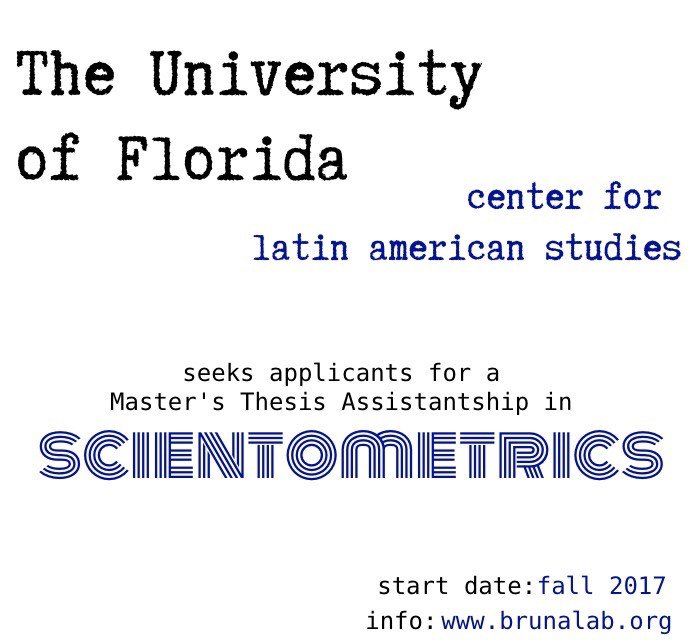 The University
of Florida
center for
latin american studies
seeks applicants for a
Master's Thesis Assistantship in
SCIENTOMETRICS
start date:fall 2017
info:www.brunalab.org